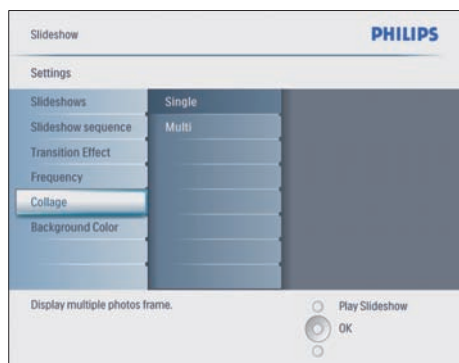 Slideshow
PHILIPS
Settings
Slideshows
Single
Slideshow sequence
Multi
Transition Effect
Frequency
Collage
Background Color
Display multiple photos frame.
Play Slideshow
OK